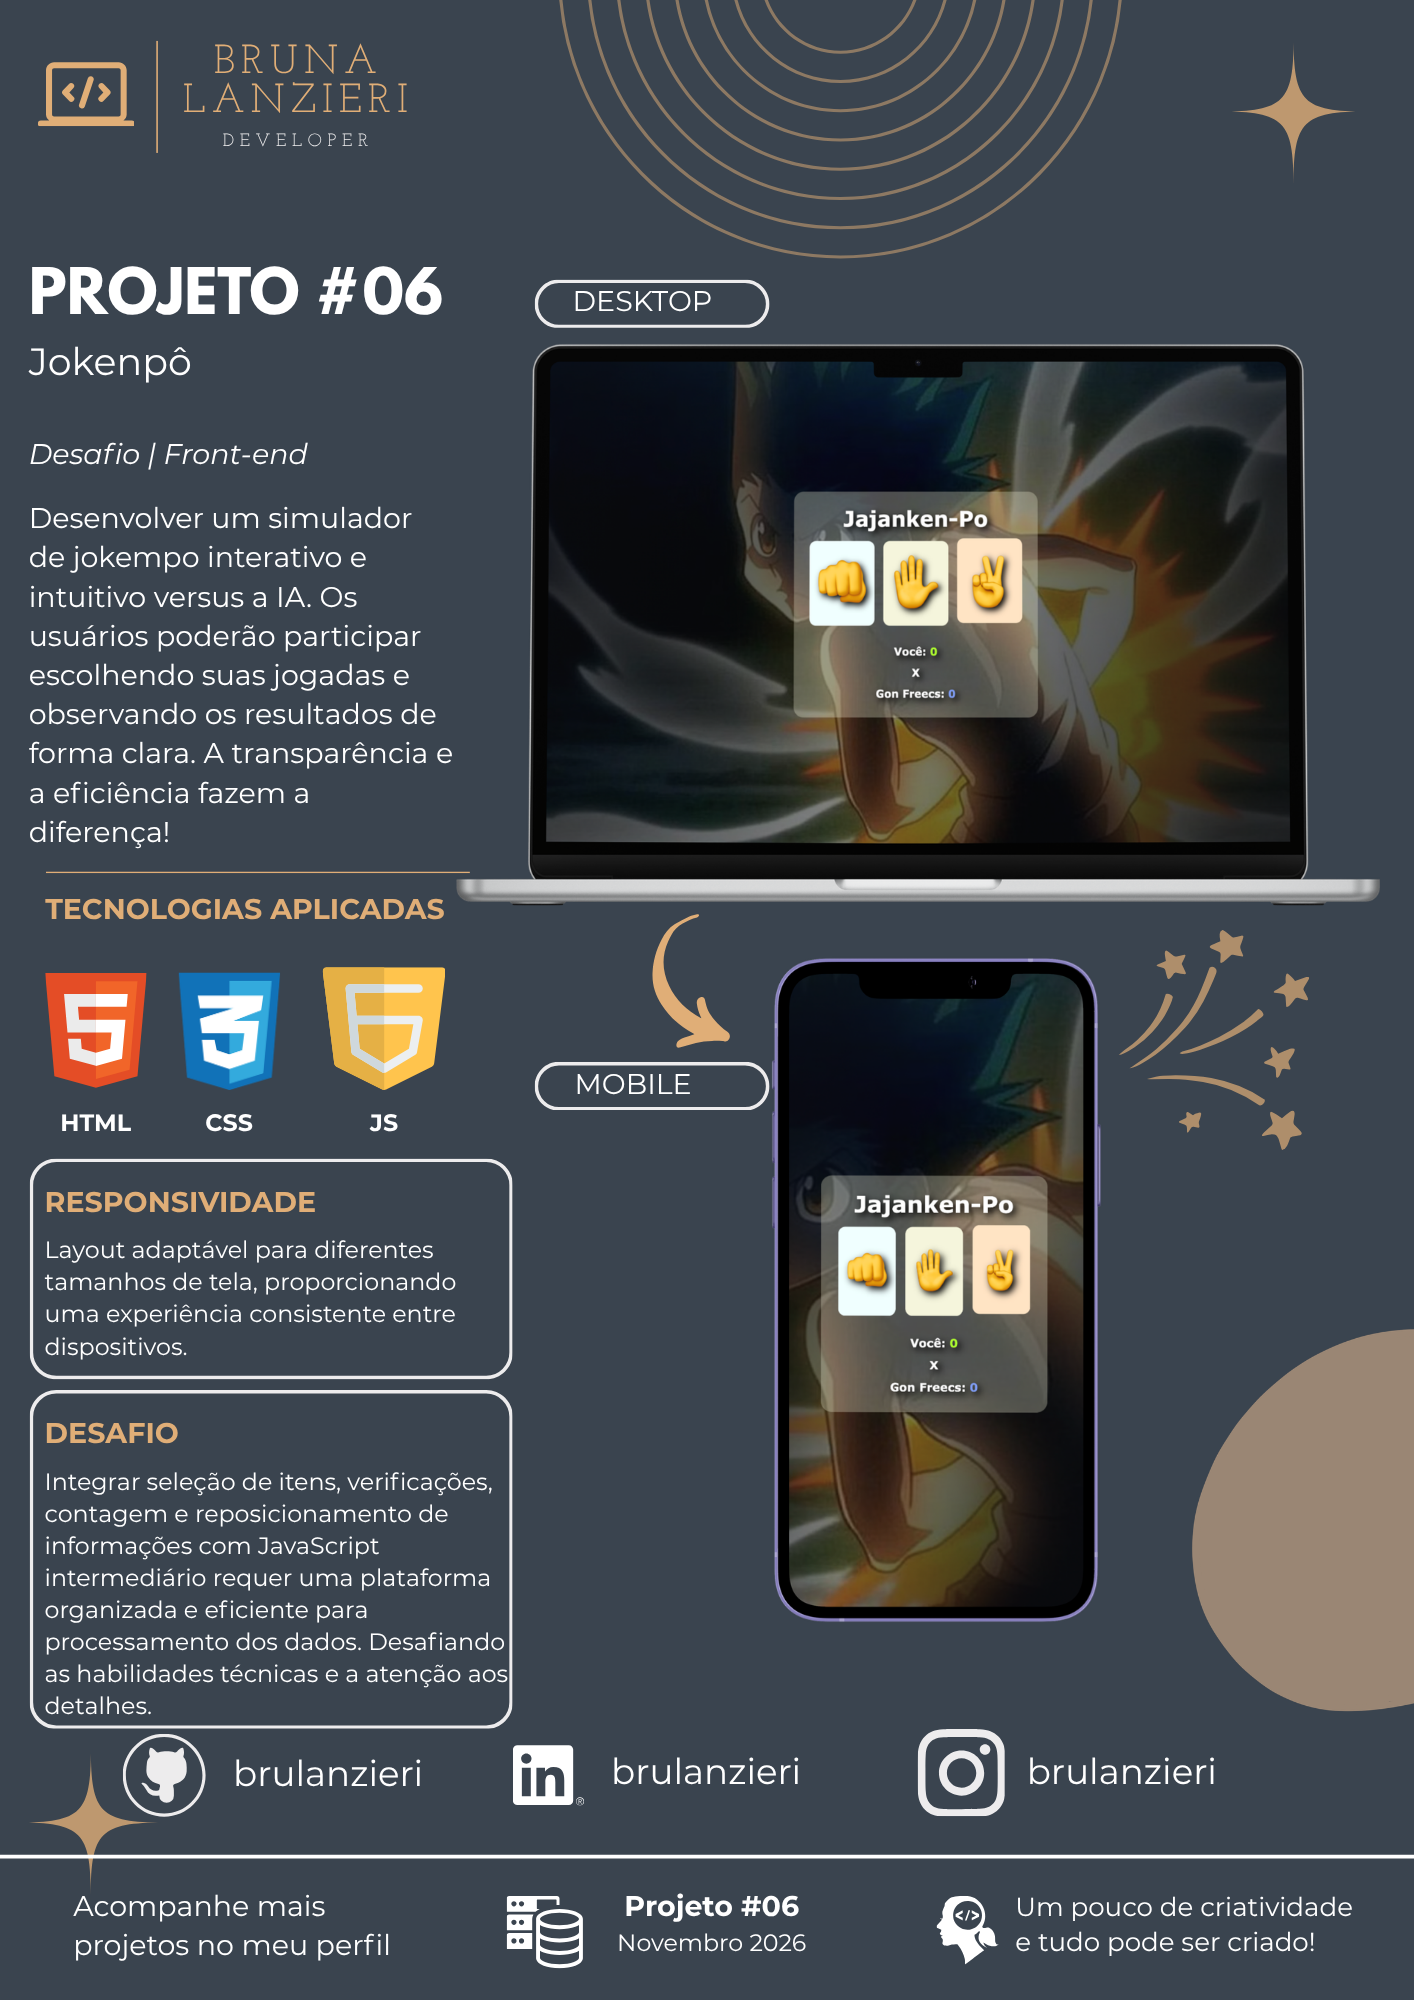 BRUNA
LANZIERI
DEVELOPER
PROJETO #06
Jokenpô
Desafio | Front-end
Desenvolver um simulador
de jokempo interativo e
intuitivo versus a IA. Os
usuários poderão participar
escolhendo suas jogadas e
observando os resultados de
forma clara. A transparência e
a eficiência fazem a
diferença!
TECNOLOGIAS APLICADAS
HTML
CSS
JS
RESPONSIVIDADE
Layout adaptável para diferentes
tamanhos de tela, proporcionando
uma experiência consistente entre
dispositivos.
DESAFIO
Integrar seleção de itens, verificações,
contagem e reposicionamento de
informações com JavaScript
intermediário requer uma plataforma
organizada e eficiente para
processamento dos dados. Desafiando
as habilidades técnicas e a atenção aos
detalhes.
DESKTOP
Jajanken-Po
Você: 0
X
Gon Freecs: 0
MOBILE
Jajanken-Po
Você: 0
X
Gon Freecs: 0
brulanzieri
in®
brulanzieri
brulanzieri
Acompanhe mais
projetos no meu perfil
Projeto #06
Novembro 2026
Um pouco de criatividade
e tudo pode ser criado!